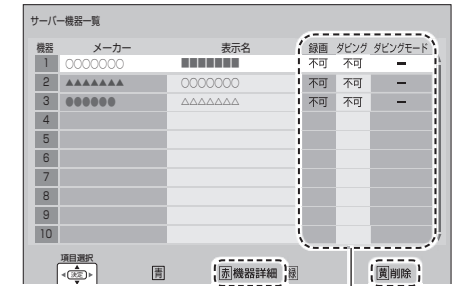 サーバー機器一覧
機器 メーカー 表示名 録画 ダビング ダビングモード
1 ○○○○○○○ ■■■■■■■ 不可 不可 ー
2 ▲▲▲▲▲▲▲ ○○○○○○○ 不可 不可 ー
3 ●●●●●● △△△△△△△ 不可 不可 ー
4
5
6
7
8
9
10
項目選択
決定 青 赤 機器詳細 緑 黄 削除